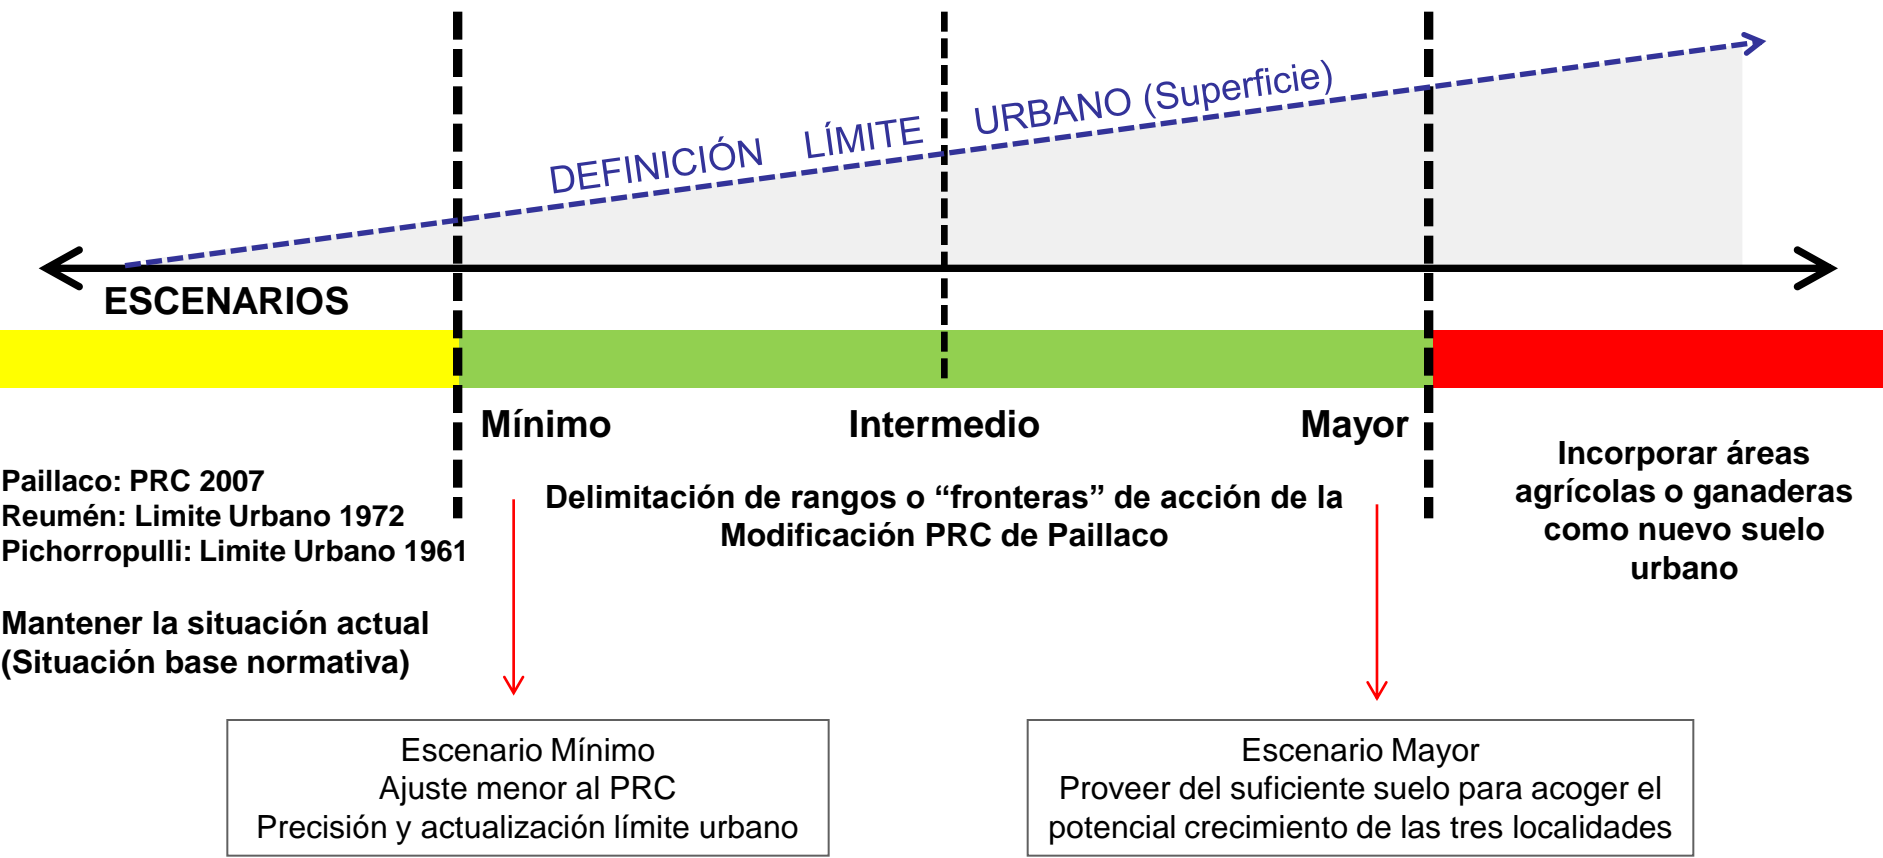 DEFINICIÓN LÍMITE URBANO (Superficie)
ESCENARIOS
Mínimo
Intermedio
Mayor
Paillaco: PRC 2007
Reumén: Limite Urbano 1972
Pichorropulli: Limite Urbano 1961
Mantener la situación actual
(Situación base normativa)
Delimitación de rangos o “fronteras” de acción de la
Modificación PRC de Paillaco
Incorporar áreas
agrícolas o ganaderas
como nuevo suelo
urbano
Escenario Mínimo
Ajuste menor al PRC
Precisión y actualización límite urbano
Escenario Mayor
Proveer del suficiente suelo para acoger el
potencial crecimiento de las tres localidades